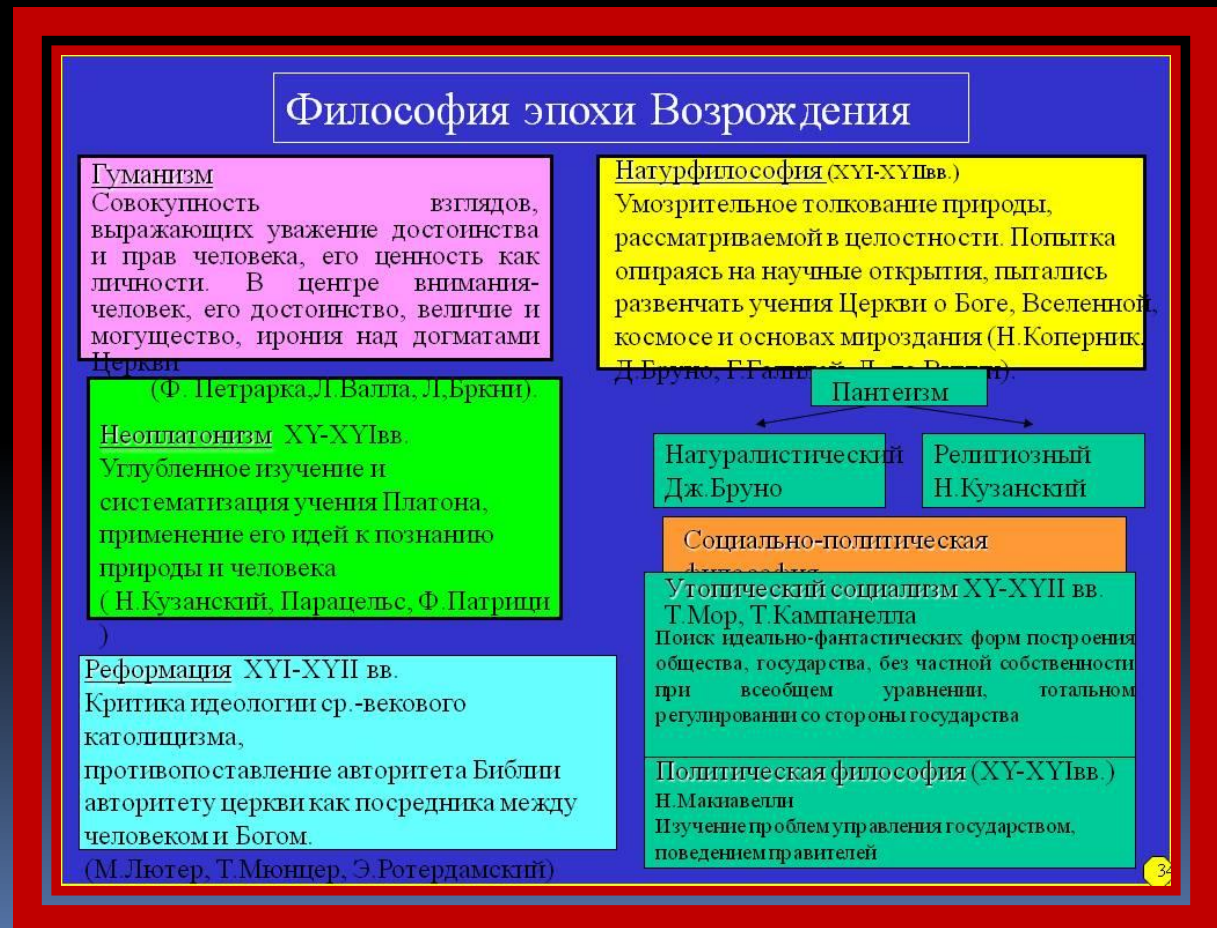 Философия эпохи Возрождения
Гуманизм
Совокупность взглядов,
выражающих уважение достоинства
и прав человека, его ценность как
личности. В центре внимания-
человек, его достоинство, величие и
могущество, ирония над догматами
Церкви
(Ф. Петрарка,Л.Валла, Л,Бркни).
Неоплатонизм XY-XYIвв.
Углубленное изучение и
систематизация учения Платона,
применение его идей к познанию
природы и человека
( Н.Кузанский, Парацельс, Ф.Патрици
)
Реформация XYI-XYII вв.
Критика идеологии ср.-векового
католицизма,
противопоставление авторитета Библии
авторитету церкви как посредника между
человеком и Богом.
(М.Лютер, Т.Мюнцер, Э.Ротердамский)
Натурфилософия (XYI-XYIIвв.)
Умозрительное толкование природы,
рассматриваемой в целостности. Попытка
опираясь на научные открытия, пытались
развенчать учения Церкви о Боге, Вселенной,
космосе и основах мироздания (Н.Коперник,
Д.Бруно, Г.Галилей, Л. да Винчи).
Пантеизм
Натуралистический
Дж.Бруно
Религиозный
Н.Кузанский
Социально-политическая
философия
Утопический социализм XY-XYII вв.
Т.Мор, Т.Кампанелла
Поиск идеально-фантастических форм построения
общества, государства, без частной собственности
при всеобщем уравнении, тотальном
регулировании со стороны государства
Политическая философия (XY-XYIвв.)
Н.Макиавелли
Изучение проблем управления государством,
поведением правителей
34